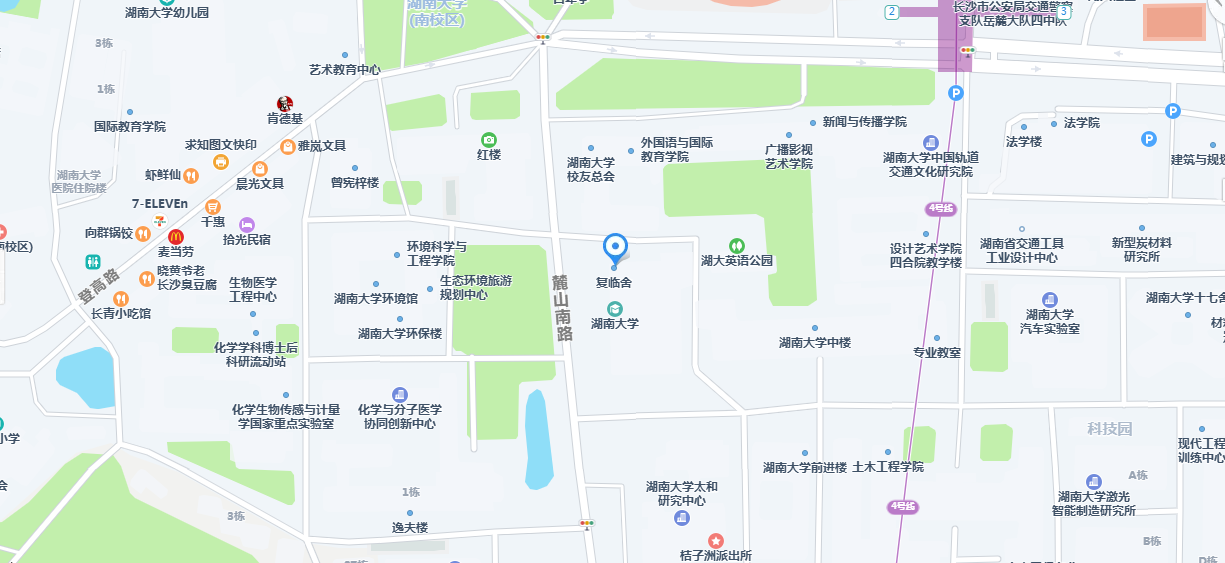 湖南大学幼儿园
湖南大学
(南校区)
2
3
长沙市公安局交通警察
支队岳麓大队四中队
3栋
艺术教育中心
1栋
肯德基
国际教育学院
求知图文快印
雅岚文具
红楼
湖南大学
校友总会
外国语与国际
教育学院
新闻与传播学院
广播影视
艺术学院
湖南大学中国轨道
交通文化研究院
P
P
P
法学院
法学楼
湖南大学
医院住院楼
虾鲜仙
晨光文具
曾宪梓楼
7-ELEVEn
千惠
4号线
向群锅饺
麦当劳
拾光民宿
南校区)
环境科学与
工程学院
复临舍
湖南大学
湖大英语公园
设计艺术学院
四合院教学楼
湖南省交通工具
工业设计中心
新型炭材料
研究所
登高路
晓黄爷老
长沙臭豆腐
长青小吃馆
生物医学
工程中心
湖南大学环境馆
生态环境旅游
规划中心
湖南大学环保楼
麓山南路
化学学科博士后
科研流动站
湖南大学中楼
专业教室
湖南大学
汽车实验室
湖南大学十七舍
化学生物传感与计量
学国家重点实验室
化学与分子医学
协同创新中心
小学
科技园
现代工程
训练中心
湖南大学前进楼
土木工程学院
A栋
湖南大学太和
研究中心
湖南大学激光
智能制造研究所
4号线
1栋
3栋
逸夫楼
桔子洲派出所
B栋